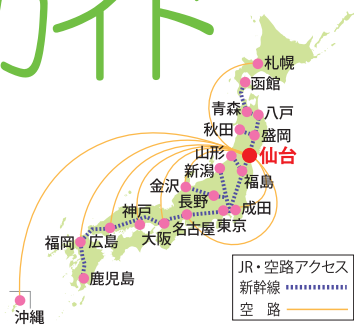 ガイド
札幌
函館
青森
八戸
秋田
盛岡
山形
仙台
新潟
福島
金沢
長野
成田
神戸
東京
名古屋
福岡
広島
大阪
鹿児島
沖縄
JR・空路アクセス
新幹線
空 路